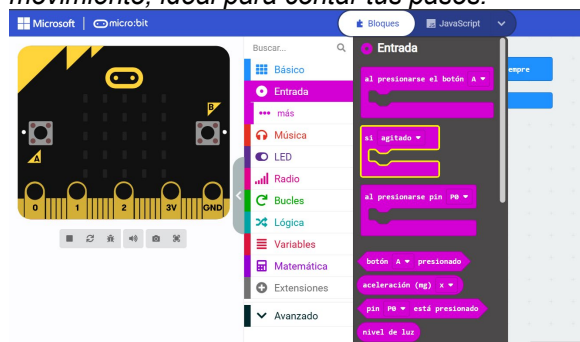 movimiento, ideal para contar tus pasos.
Microsoft | micro:bit
Bloques
JavaScript
Buscar...
Básico
Entrada
más
Música
LED
Radio
Bucles
Lógica
Variables
Matemática
Extensiones
Avanzado
Entrada
al presionarse el botón A
si agitado
al presionarse pin P0
botón A presionado
aceleración (mg) x
pin P0 está presionado
nivel de luz
empre
A
B
0 1 2 3V GND